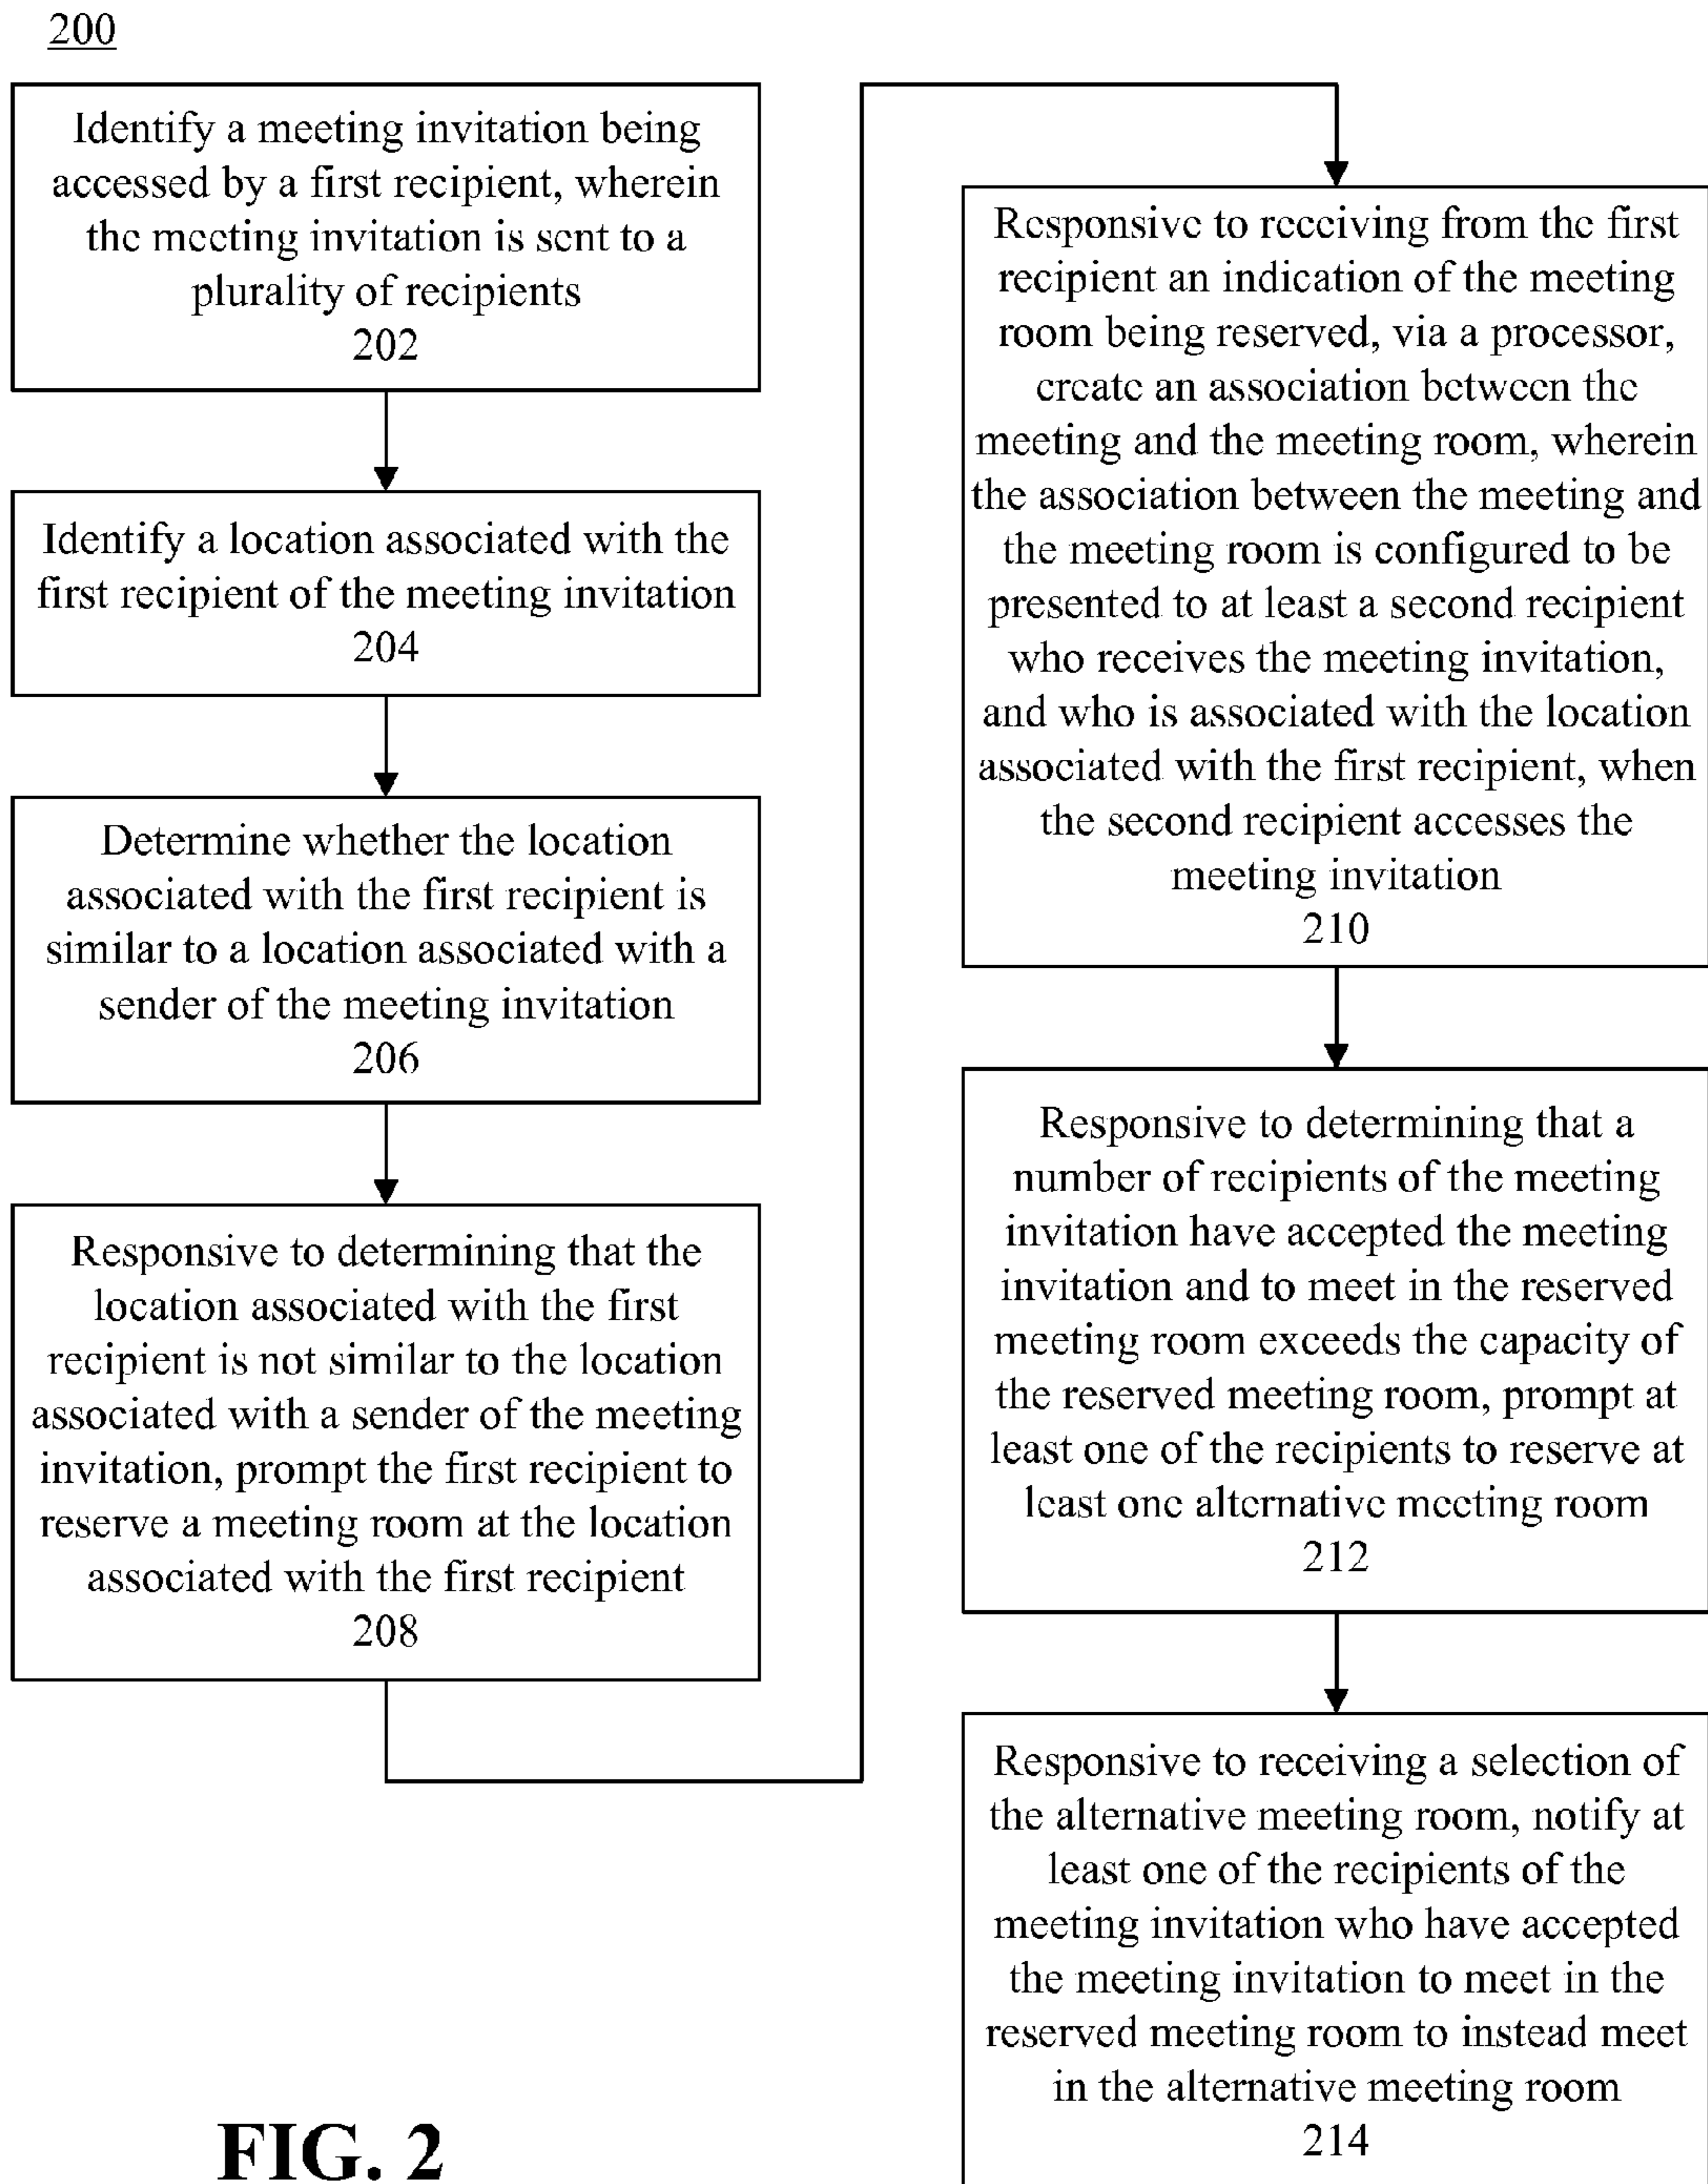 200
Identify a meeting invitation being
accessed by a first recipient, wherein
the meeting invitation is sent to a
plurality of recipients
202
Identify a location associated with the
first recipient of the meeting invitation
204
Determine whether the location
associated with the first recipient is
similar to a location associated with a
sender of the meeting invitation
206
Responsive to determining that the
location associated with the first
recipient is not similar to the location
associated with a sender of the meeting
invitation, prompt the first recipient to
reserve a meeting room at the location
associated with the first recipient
208
Responsive to receiving from the first
recipient an indication of the meeting
room being reserved, via a processor,
create an association between the
meeting and the meeting room, wherein
the association between the meeting and
the meeting room is configured to be
presented to at least a second recipient
who receives the meeting invitation,
and who is associated with the location
associated with the first recipient, when
the second recipient accesses the
meeting invitation
210
Responsive to determining that a
number of recipients of the meeting
invitation have accepted the meeting
invitation and to meet in the reserved
meeting room exceeds the capacity of
the reserved meeting room, prompt at
least one of the recipients to reserve at
least one alternative meeting room
212
Responsive to receiving a selection of
the alternative meeting room, notify at
least one of the recipients of the
meeting invitation who have accepted
the meeting invitation to meet in the
reserved meeting room to instead meet
in the alternative meeting room
214
FIG. 2